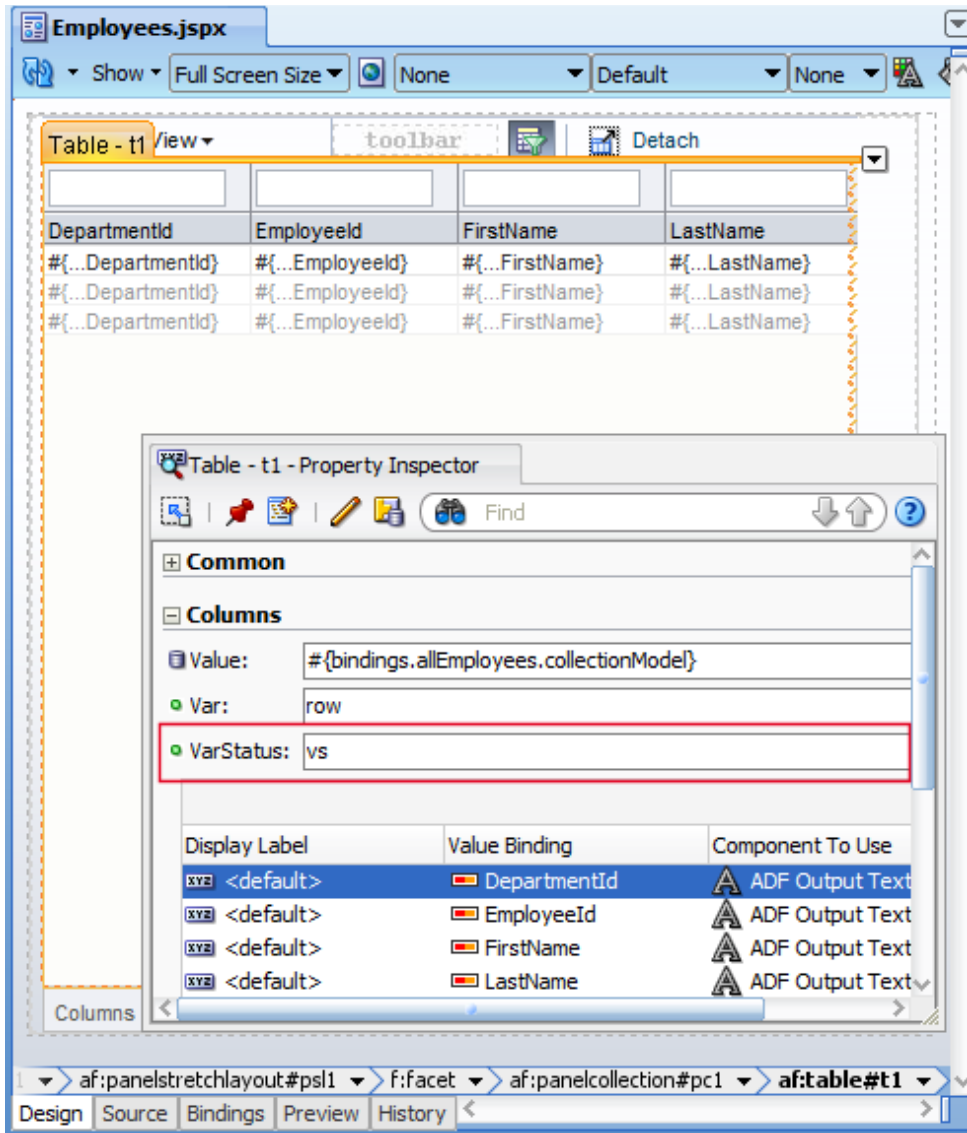 Employees.jspx
Show Full Screen Size None Default None
Table - t1 View toolbar Detach
DepartmentId EmployeeId FirstName LastName
#{...DepartmentId} #{...EmployeeId} #{...FirstName} #{...LastName}
#{...DepartmentId} #{...EmployeeId} #{...FirstName} #{...LastName}
#{...DepartmentId} #{...EmployeeId} #{...FirstName} #{...LastName}
Table - t1 - Property Inspector
Find
Common
Columns
Value: #{bindings.allEmployees.collectionModel}
Var: row
VarStatus: vs
Display Label Value Binding Component To Use
<default> DepartmentId ADF Output Text
<default> EmployeeId ADF Output Text
<default> FirstName ADF Output Text
<default> LastName ADF Output Text
Columns
1 af:panelstretchlayout#psl1 f:facet af:panelcollection#pc1 af:table#t1
Design Source Bindings Preview History